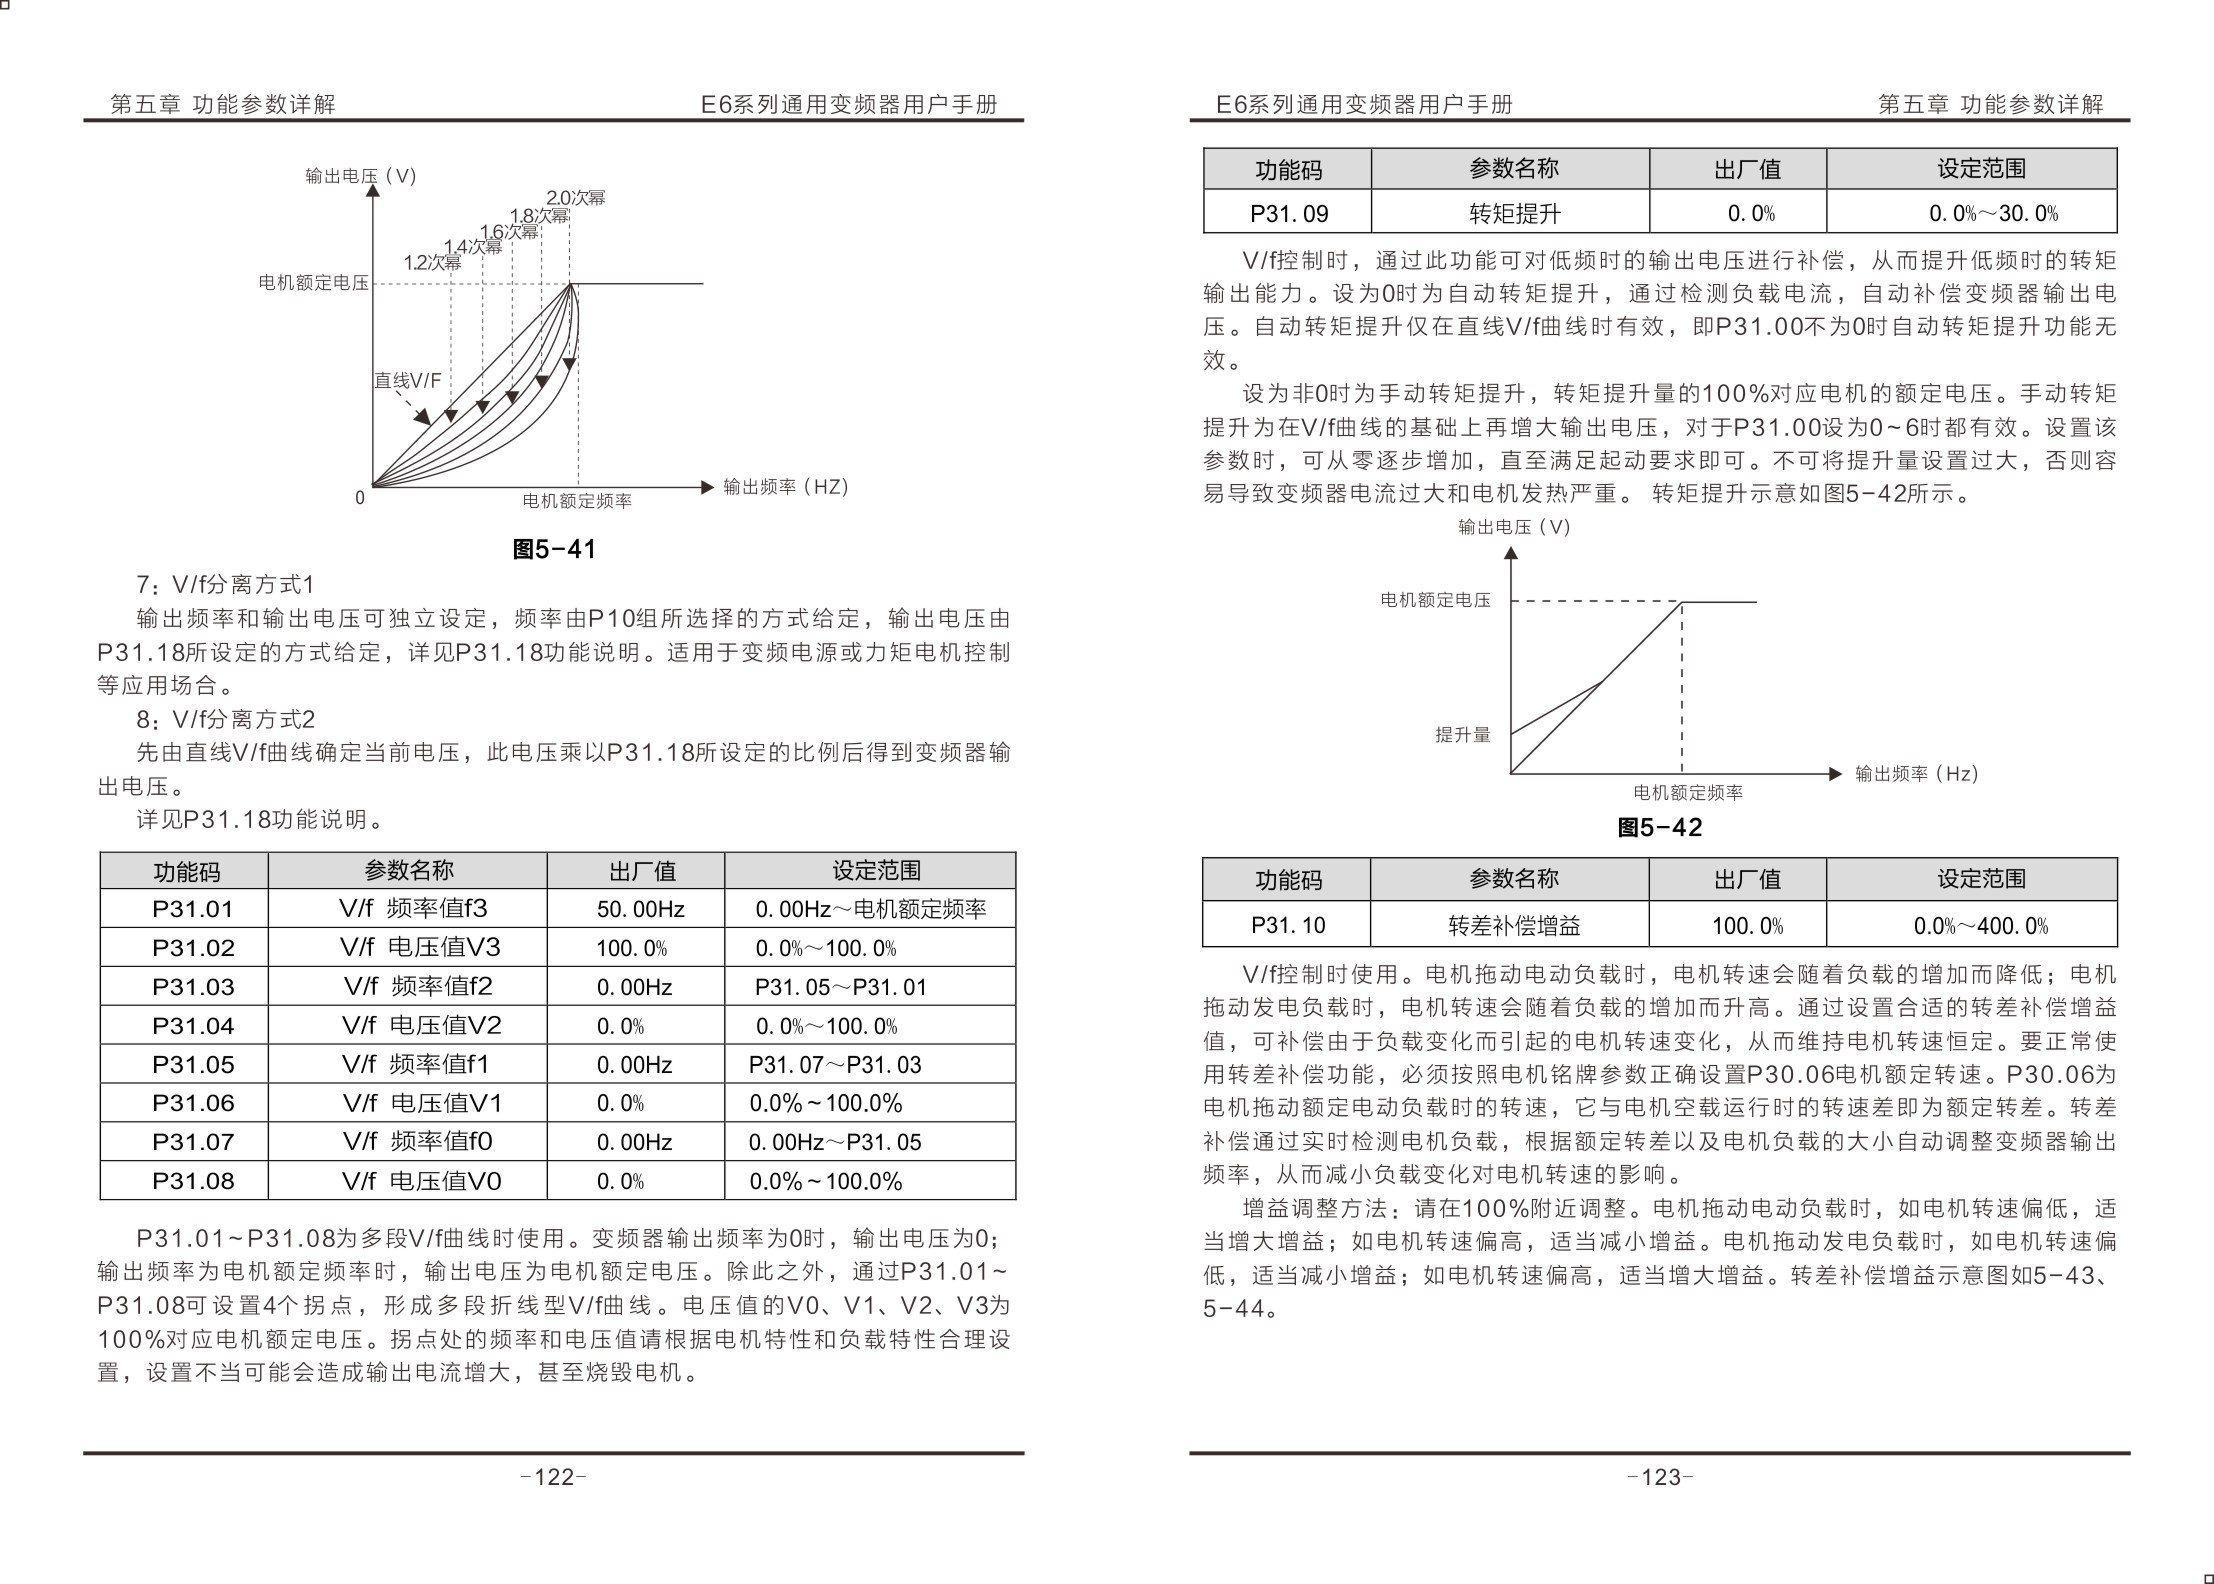 第五章 功能参数详解
E6系列通用变频器用户手册
输出电压（V）
2.0次幂
1.8次幂
1.6次幂
1.4次幂
1.2次幂
电机额定电压
直线V/F
0
电机额定频率
输出频率（HZ）
图5-41
7：V/f分离方式1
输出频率和输出电压可独立设定，频率由P10组所选择的方式给定，输出电压由
P31.18所设定的方式给定，详见P31.18功能说明。适用于变频电源或力矩电机控制
等应用场合。
8：V/f分离方式2
先由直线V/f曲线确定当前电压，此电压乘以P31.18所设定的比例后得到变频器输
出电压。
详见P31.18功能说明。
功能码 参数名称 出厂值 设定范围
P31.01 V/f 频率值f3 50.00Hz 0.00Hz～电机额定频率
P31.02 V/f 电压值V3 100.0% 0.0%～100.0%
P31.03 V/f 频率值f2 0.00Hz P31.05～P31.01
P31.04 V/f 电压值V2 0.0% 0.0%～100.0%
P31.05 V/f 频率值f1 0.00Hz P31.07～P31.03
P31.06 V/f 电压值V1 0.0% 0.0%~100.0%
P31.07 V/f 频率值f0 0.00Hz 0.00Hz～P31.05
P31.08 V/f 电压值V0 0.0% 0.0%~100.0%
P31.01~P31.08为多段V/f曲线时使用。变频器输出频率为0时，输出电压为0；
输出频率为电机额定频率时，输出电压为电机额定电压。除此之外，通过P31.01~
P31.08可设置4个拐点，形成多段折线型V/f曲线。电压值的V0、V1、V2、V3为
100%对应电机额定电压。拐点处的频率和电压值请根据电机特性和负载特性合理设
置，设置不当可能会造成输出电流增大，甚至烧毁电机。
-122-
E6系列通用变频器用户手册
第五章 功能参数详解
功能码 参数名称 出厂值 设定范围
P31.09 转矩提升 0.0% 0.0%～30.0%
V/f控制时，通过此功能可对低频时的输出电压进行补偿，从而提升低频时的转矩
输出能力。设为0时为自动转矩提升，通过检测负载电流，自动补偿变频器输出电
压。自动转矩提升仅在直线V/f曲线时有效，即P31.00不为0时自动转矩提升功能无
效。
设为非0时为手动转矩提升，转矩提升量的100%对应电机的额定电压。手动转矩
提升为在V/f曲线的基础上再增大输出电压，对于P31.00设为0~6时都有效。设置该
参数时，可从零逐步增加，直至满足起动要求即可。不可将提升量设置过大，否则容
易导致变频器电流过大和电机发热严重。 转矩提升示意如图5-42所示。
输出电压（V）
电机额定电压
提升量
输出频率（Hz）
电机额定频率
图5-42
功能码 参数名称 出厂值 设定范围
P31.10 转差补偿增益 100.0% 0.0%～400.0%
V/f控制时使用。电机拖动电动负载时，电机转速会随着负载的增加而降低；电机
拖动发电负载时，电机转速会随着负载的增加而升高。通过设置合适的转差补偿增益
值，可补偿由于负载变化而引起的电机转速变化，从而维持电机转速恒定。要正常使
用转差补偿功能，必须按照电机铭牌参数正确设置P30.06电机额定转速。P30.06为
电机拖动额定电动负载时的转速，它与电机空载运行时的转速差即为额定转差。转差
补偿通过实时检测电机负载，根据额定转差以及电机负载的大小自动调整变频器输出
频率，从而减小负载变化对电机转速的影响。
增益调整方法：请在100%附近调整。电机拖动电动负载时，如电机转速偏低，适
当增大增益；如电机转速偏高，适当减小增益。电机拖动发电负载时，如电机转速偏
低，适当减小增益；如电机转速偏高，适当增大增益。转差补偿增益示意图如5-43、
5-44。
-123-